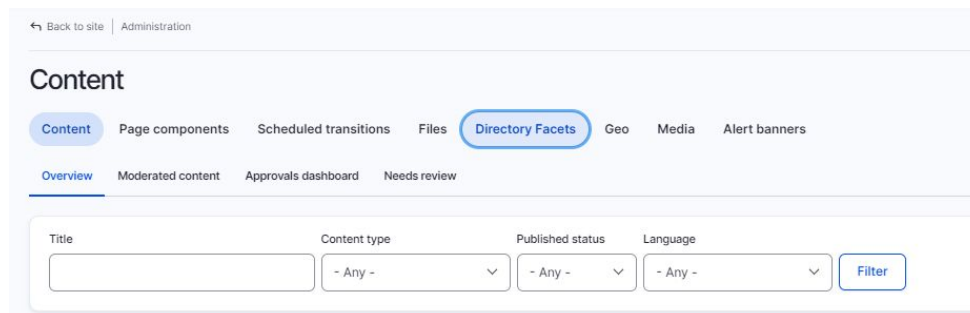 Back to site Administration
Content
Content Page components Scheduled transitions Files Directory Facets Geo Media Alert banners
Overview Moderated content Approvals dashboard Needs review
Title Content type Published status Language
- Any - - Any - - Any - Filter